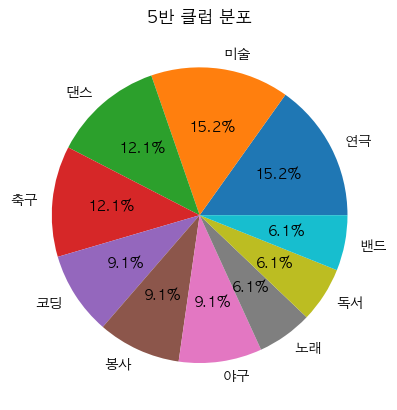 5반 클럽 분포
미술
연극
댄스
축구
코딩
봉사
야구
노래
독서
밴드
15.2%
15.2%
12.1%
12.1%
9.1%
9.1%
9.1%
6.1%
6.1%
6.1%